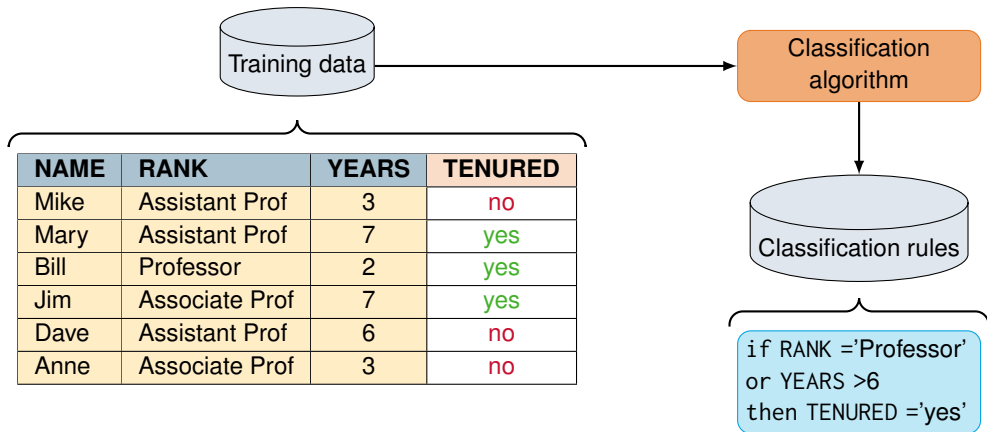 Training data
Classification
algorithm
NAME RANK YEARS TENURED
Mike Assistant Prof 3 no
Mary Assistant Prof 7 yes
Bill Professor 2 yes
Jim Associate Prof 7 yes
Dave Assistant Prof 6 no
Anne Associate Prof 3 no
Classification rules
if RANK ='Professor'
or YEARS >6
then TENURED ='yes'